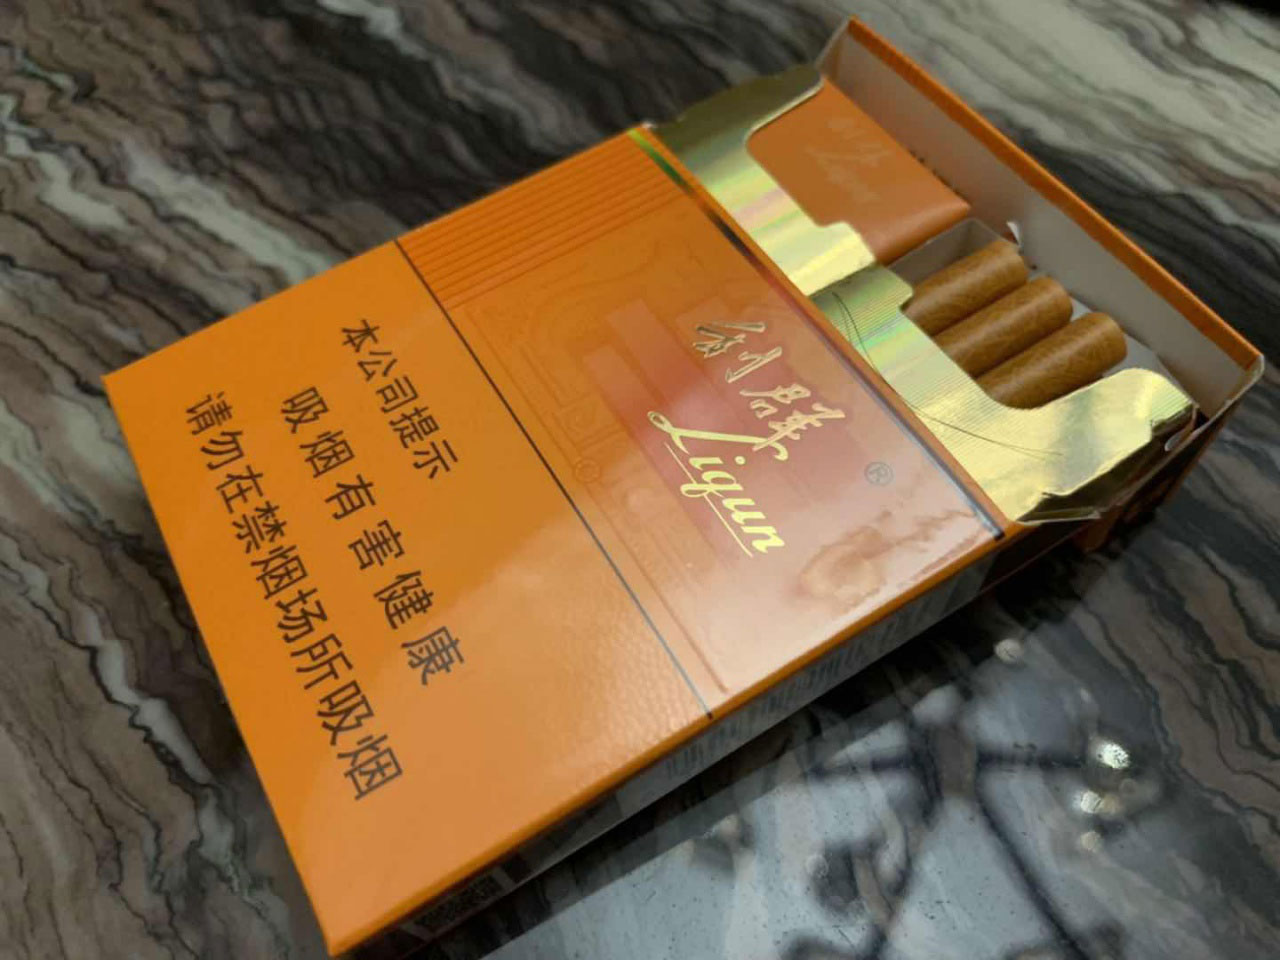 利群
Liqun
®
本公司提示
吸烟有害健康
请勿在禁烟场所吸烟